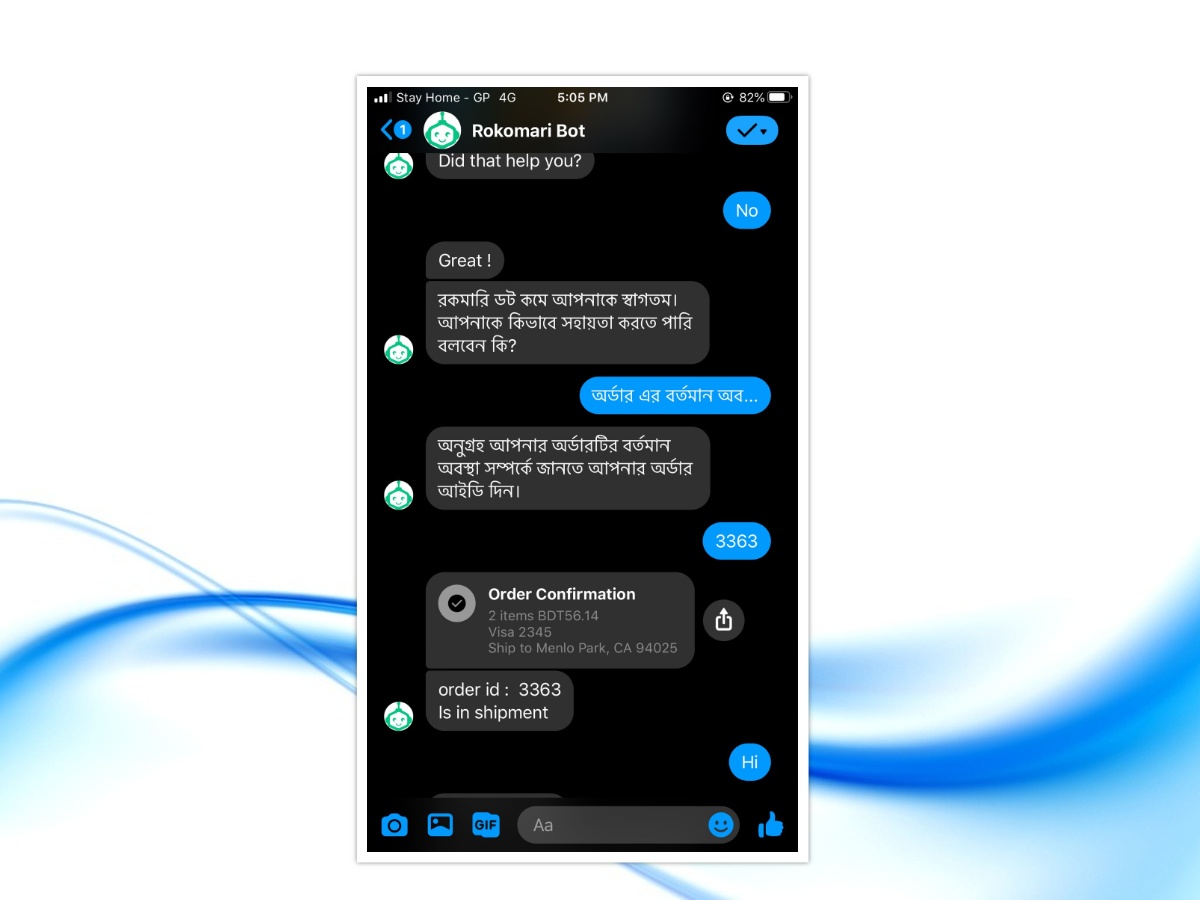 Stay Home - GP 4G 5:05 PM 82%
1 Rokomari Bot
Did that help you?
No
Great !
রকমারি ডট কমে আপনাকে স্বাগতম।
আপনাকে কিভাবে সহায়তা করতে পারি
বলবেন কি?
অর্ডার এর বর্তমান অব...
অনুগ্রহ আপনার অর্ডারটির বর্তমান
অবস্থা সম্পর্কে জানতে আপনার অর্ডার
আইডি দিন।
3363
Order Confirmation
2 items BDT56.14
Visa 2345
Ship to Menlo Park, CA 94025
order id : 3363
Is in shipment
Hi
GIF Aa